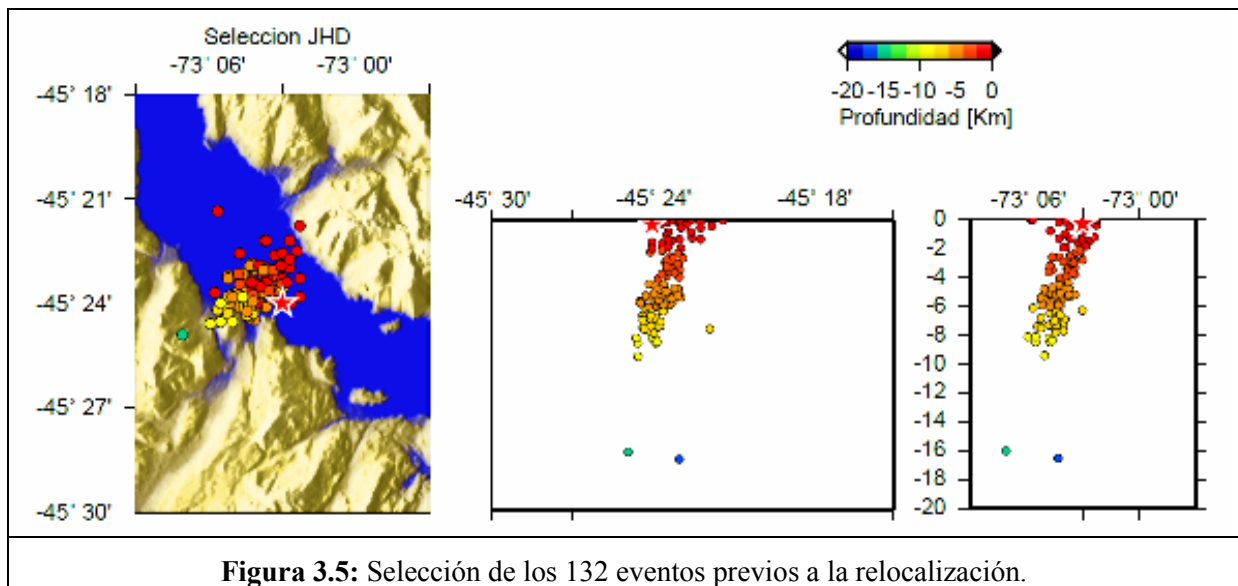 Seleccion JHD
-73° 06' -73° 00'
-45° 18'
-45° 21'
-45° 24'
-45° 27'
-45° 30'
-20 -15 -10 -5 0
Profundidad [Km]
-45° 30' -45° 24' -45° 18'
-73° 06' -73° 00'
0
-2
-4
-6
-8
-10
-12
-14
-16
-18
-20
Figura 3.5: Selección de los 132 eventos previos a la relocalización.